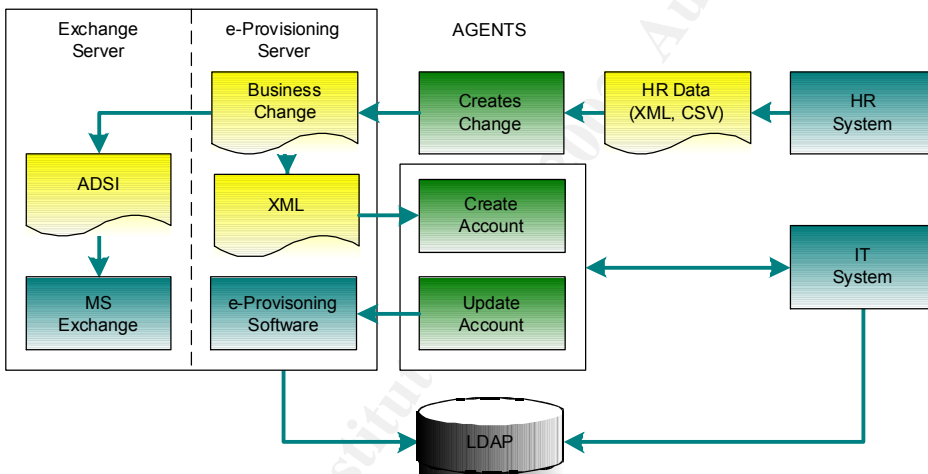 Exchange
Server
e-Provisioning
Server
AGENTS
Business
Change
Creates
Change
HR Data
(XML, CSV)
HR
System
ADSI
XML
Create
Account
MS
Exchange
e-Provisioning
Software
Update
Account
IT
System
LDAP